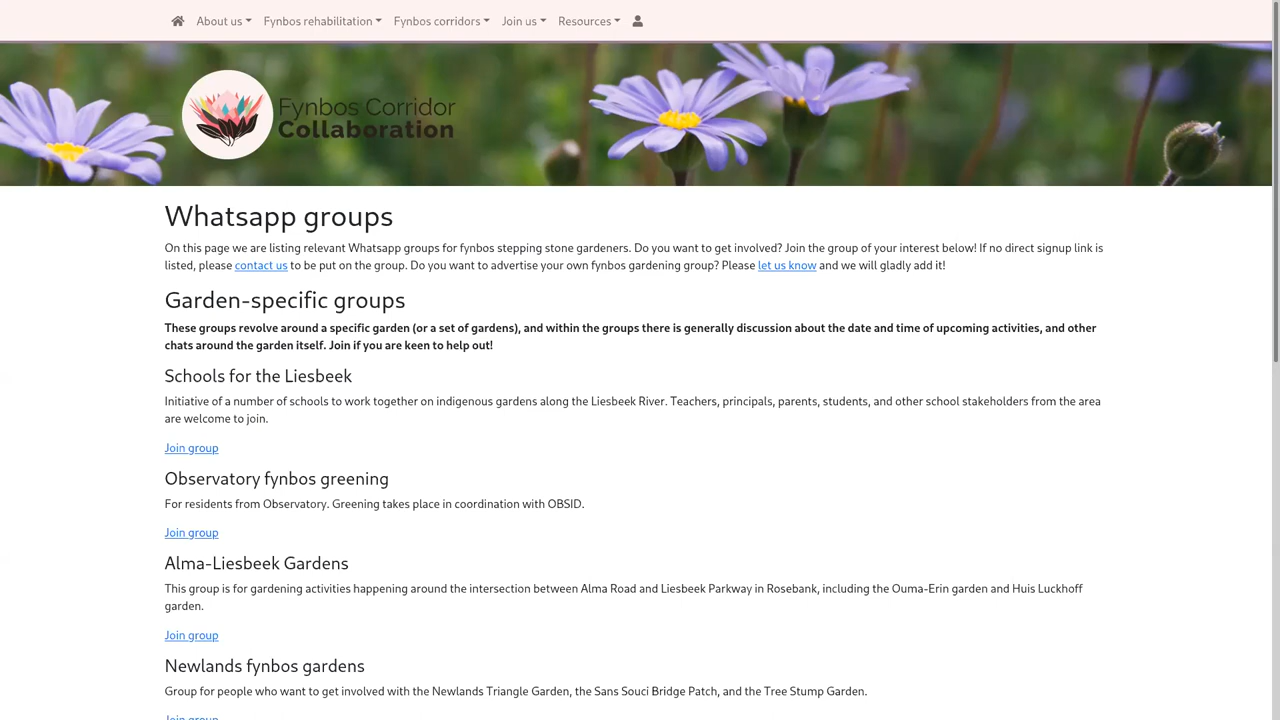 About us
Fynbos rehabilitation
Fynbos corridors
Join us
Resources
Fynbos Corridor
Collaboration
Whatsapp groups
On this page we are listing relevant Whatsapp groups for fynbos stepping stone gardeners. Do you want to get involved? Join the group of your interest below! If no direct signup link is
listed, please contact us to be put on the group. Do you want to advertise your own fynbos gardening group? Please let us know and we will gladly add it!
Garden-specific groups
These groups revolve around a specific garden (or a set of gardens), and within the groups there is generally discussion about the date and time of upcoming activities, and other
chats around the garden itself. Join if you are keen to help out!
Schools for the Liesbeek
Initiative of a number of schools to work together on indigenous gardens along the Liesbeek River. Teachers, principals, parents, students, and other school stakeholders from the area
are welcome to join.
Join group
Observatory fynbos greening
For residents from Observatory. Greening takes place in coordination with OBSID.
Join group
Alma-Liesbeek Gardens
This group is for gardening activities happening around the intersection between Alma Road and Liesbeek Parkway in Rosebank, including the Ouma-Erin garden and Huis Luckhoff
garden.
Join group
Newlands fynbos gardens
Group for people who want to get involved with the Newlands Triangle Garden, the Sans Souci Bridge Patch, and the Tree Stump Garden.
Join group